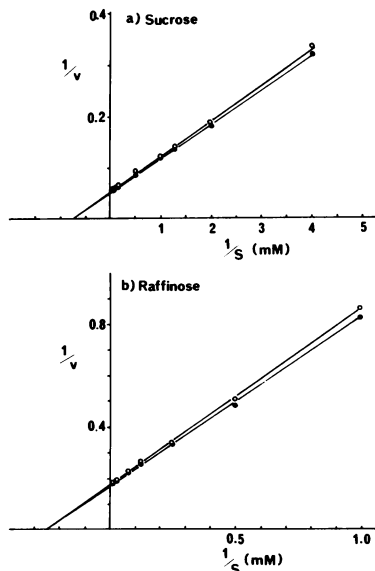 a) Sucrose
0.4
1/v
0.2
1
2
3
4
5
1/S (mM)
b) Raffinose
0.8
1/v
0.4
0.5
1.0
1/S (mM)